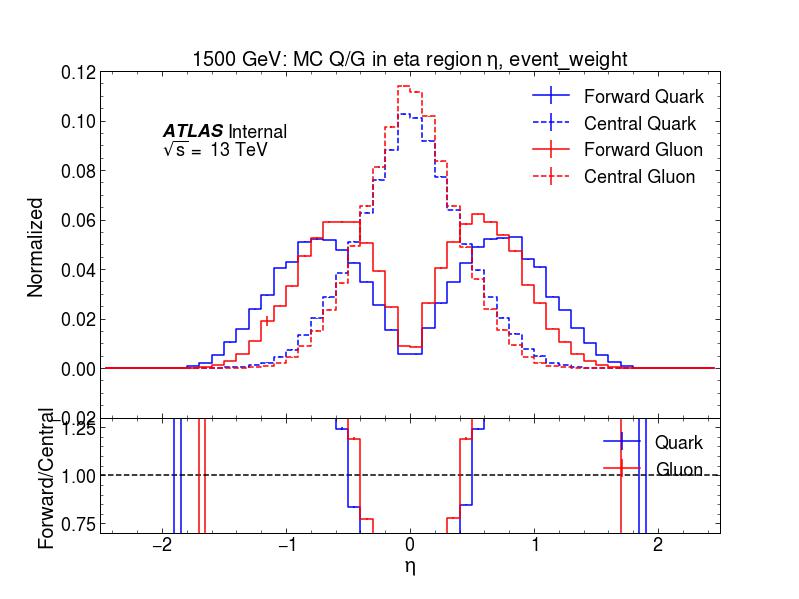 1500 GeV: MC Q/G in eta region η, event_weight
0.12
0.10
0.08
0.06
0.04
0.02
0.00
−0.02
Normalized
ATLAS Internal
√s = 13 TeV
Forward Quark
Central Quark
Forward Gluon
Central Gluon
1.25
1.00
0.75
Forward/Central
Quark
Gluon
−2
−1
0
1
2
η